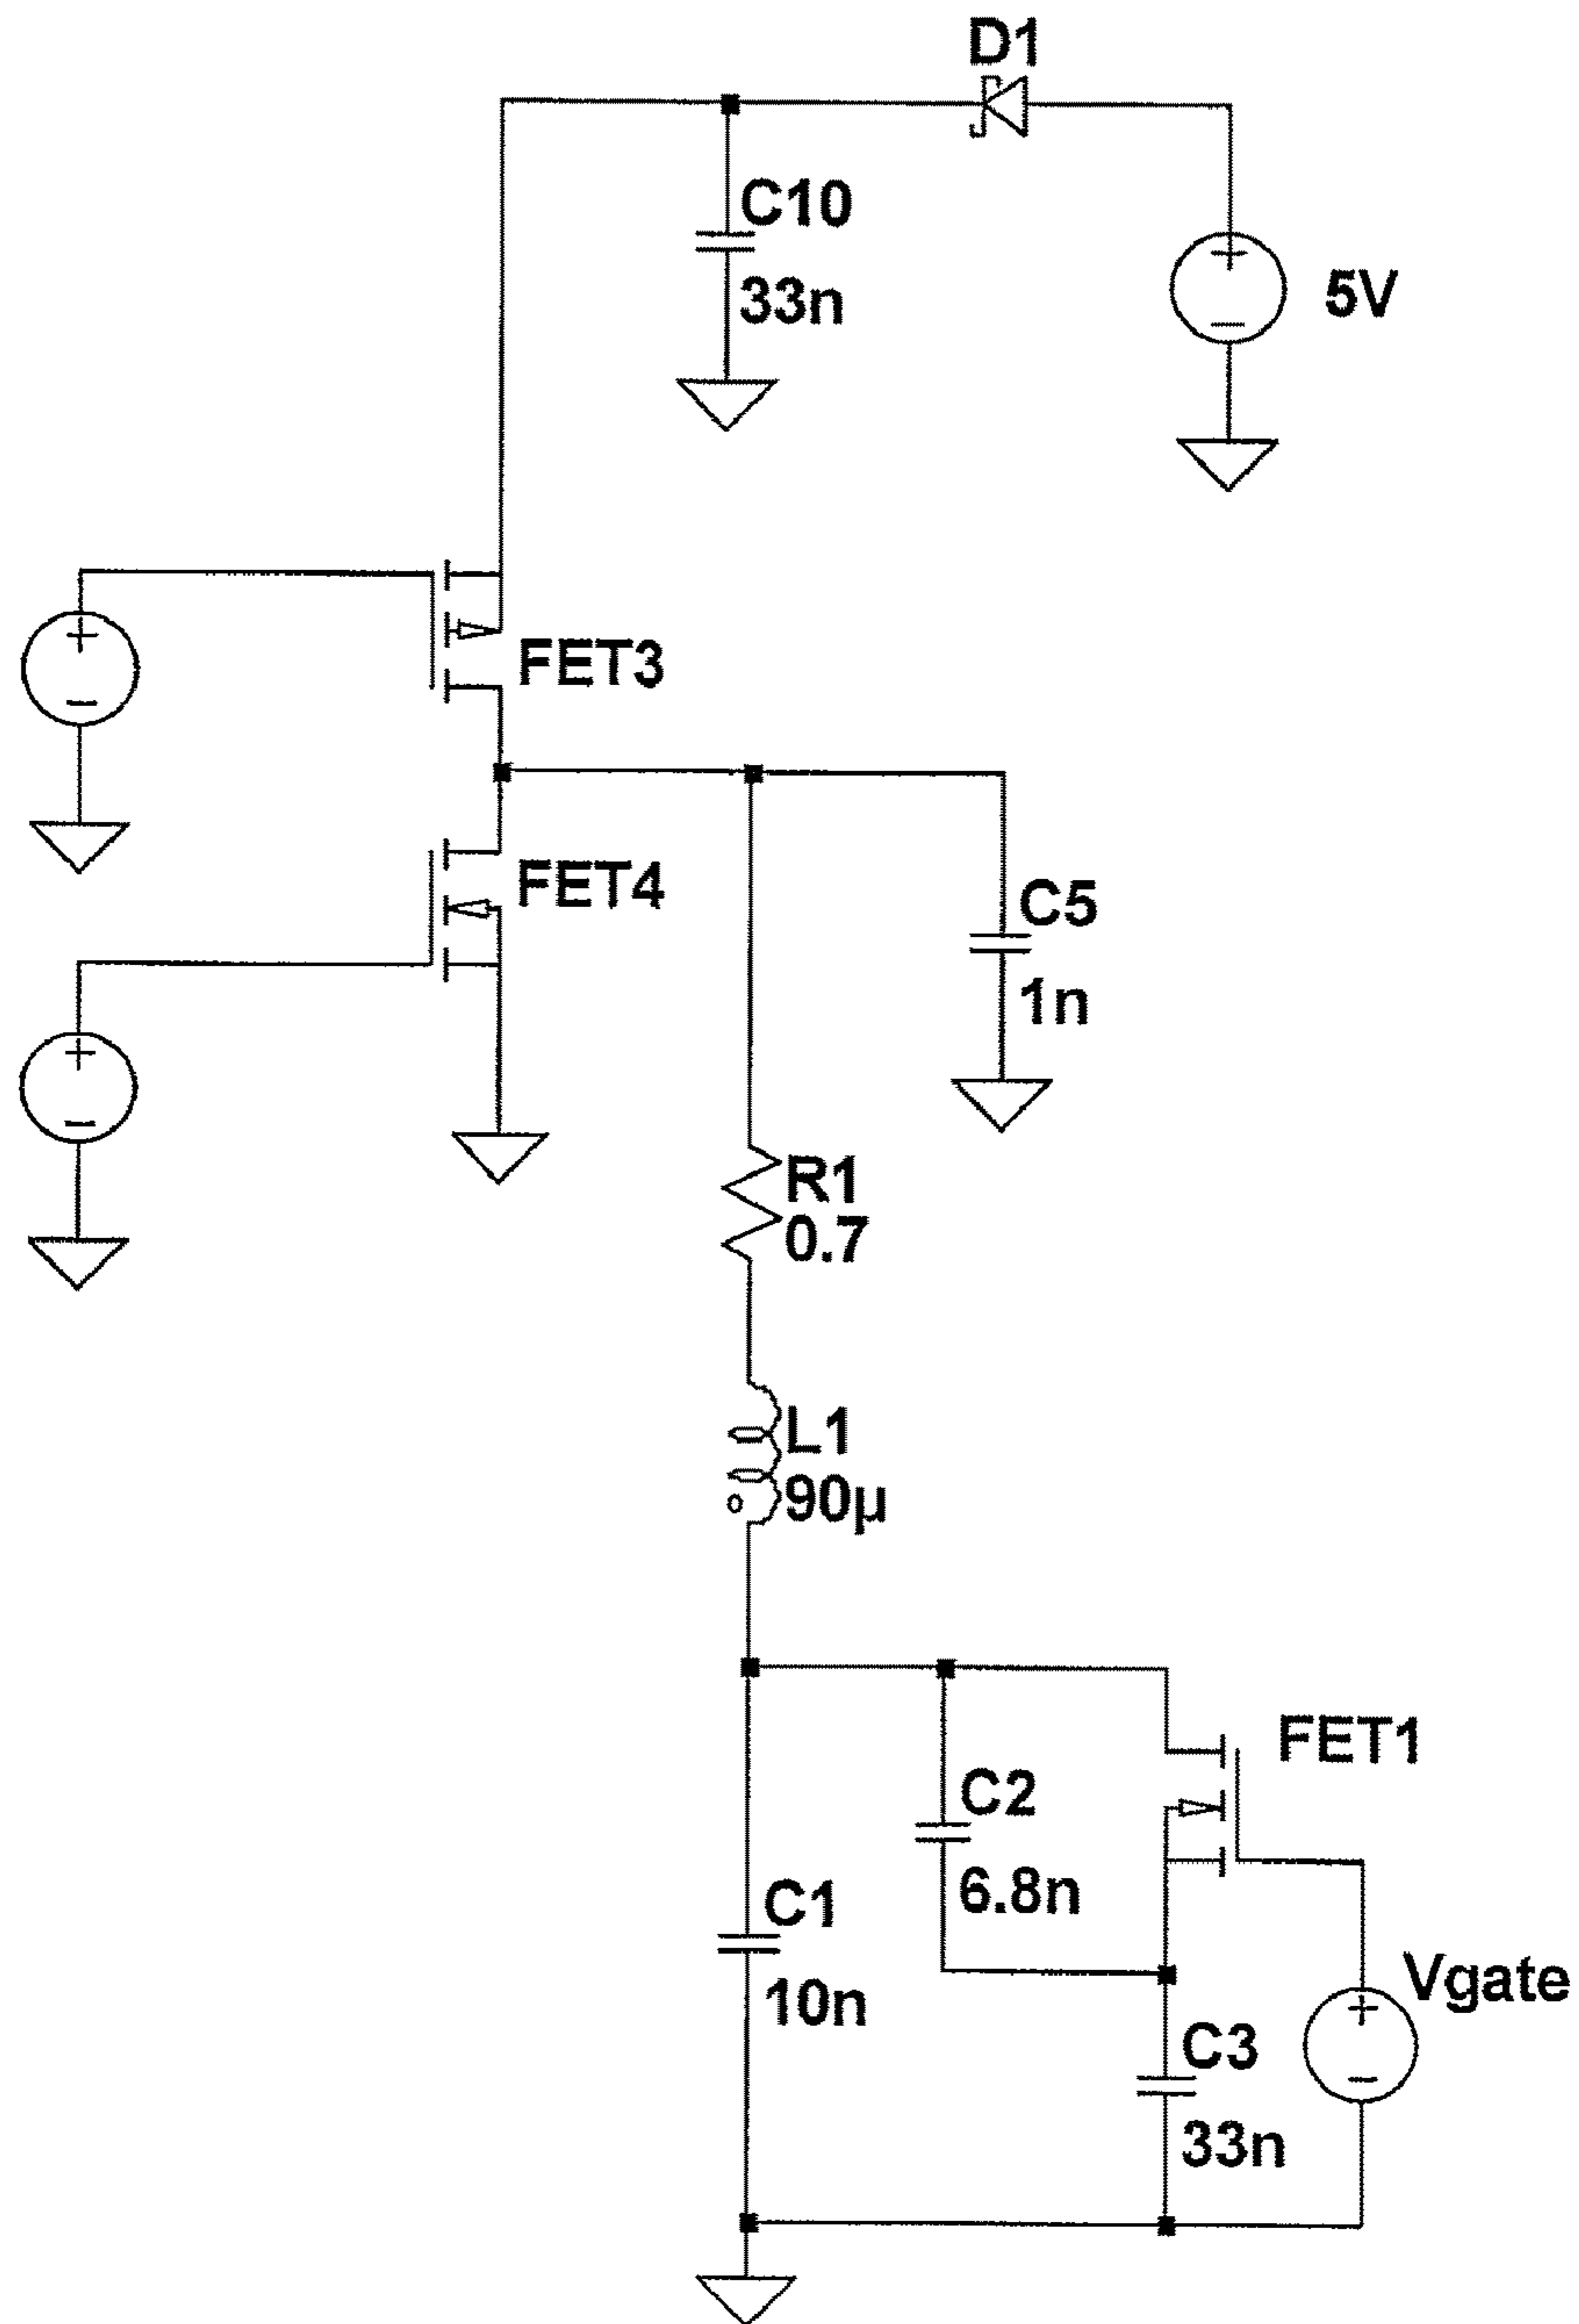 D1
C10
33n
5V
FET3
FET4
C5
1n
R1
0.7
L1
90µ
FET1
C2
6.8n
C1
10n
Vgate
C3
33n